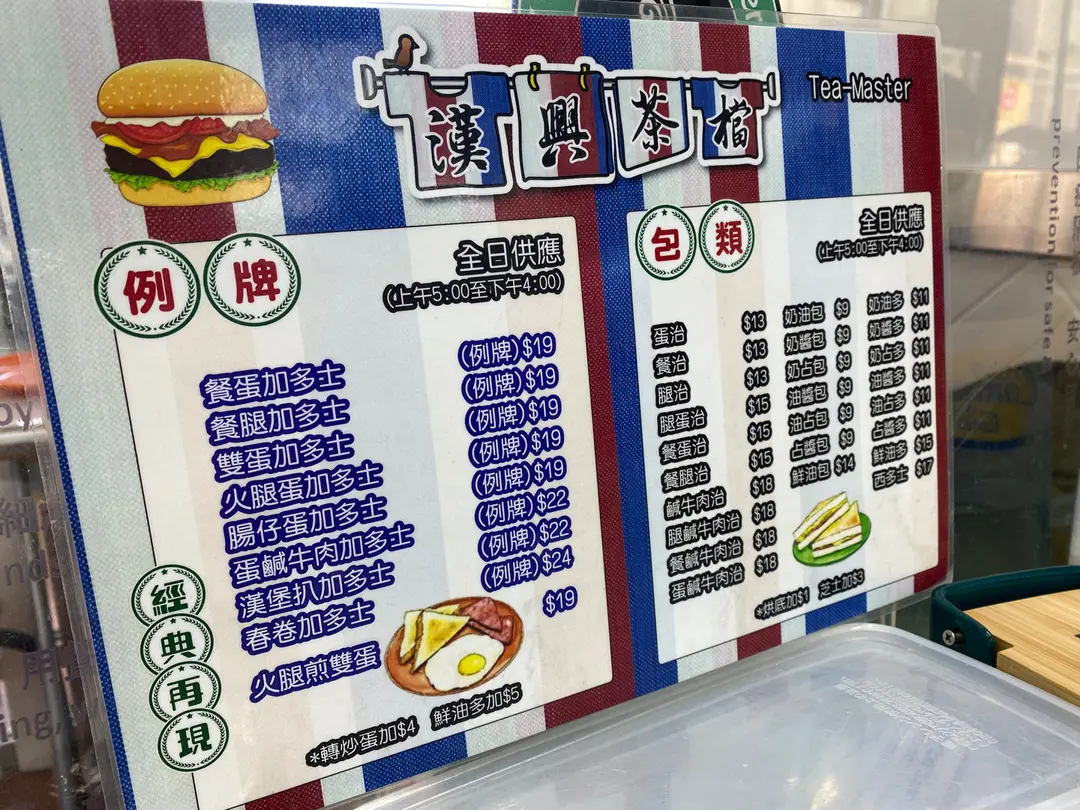 漢興茶檔
Tea-Master
例牌
全日供應
(上午5:00至下午4:00)
餐蛋加多士 (例牌)$19
餐腿加多士 (例牌)$19
雙蛋加多士 (例牌)$19
火腿蛋加多士 (例牌)$19
腸仔蛋加多士 (例牌)$19
蛋鹹牛肉加多士 (例牌)$22
漢堡扒加多士 (例牌)$22
春卷加多士 (例牌)$24
火腿煎雙蛋 $19
*轉炒蛋加$4 鮮油多加$5
經典再現
包類
全日供應
(上午5:00至下午4:00)
蛋治 $13 奶油包 $9 奶油多 $11
餐治 $13 奶醬包 $9 奶醬多 $11
腿治 $13 奶占包 $9 奶占多 $11
腿蛋治 $15 油醬包 $9 油醬多 $11
餐蛋治 $15 油占包 $9 油占多 $11
餐腿治 $15 占醬包 $9 占醬多 $11
鹹牛肉治 $18 鮮油包 $14 鮮油多 $15
腿鹹牛肉治 $18 西多士 $17
餐鹹牛肉治 $18
蛋鹹牛肉治 $18
*烘底加$1 芝士加$3
prevention
or safe